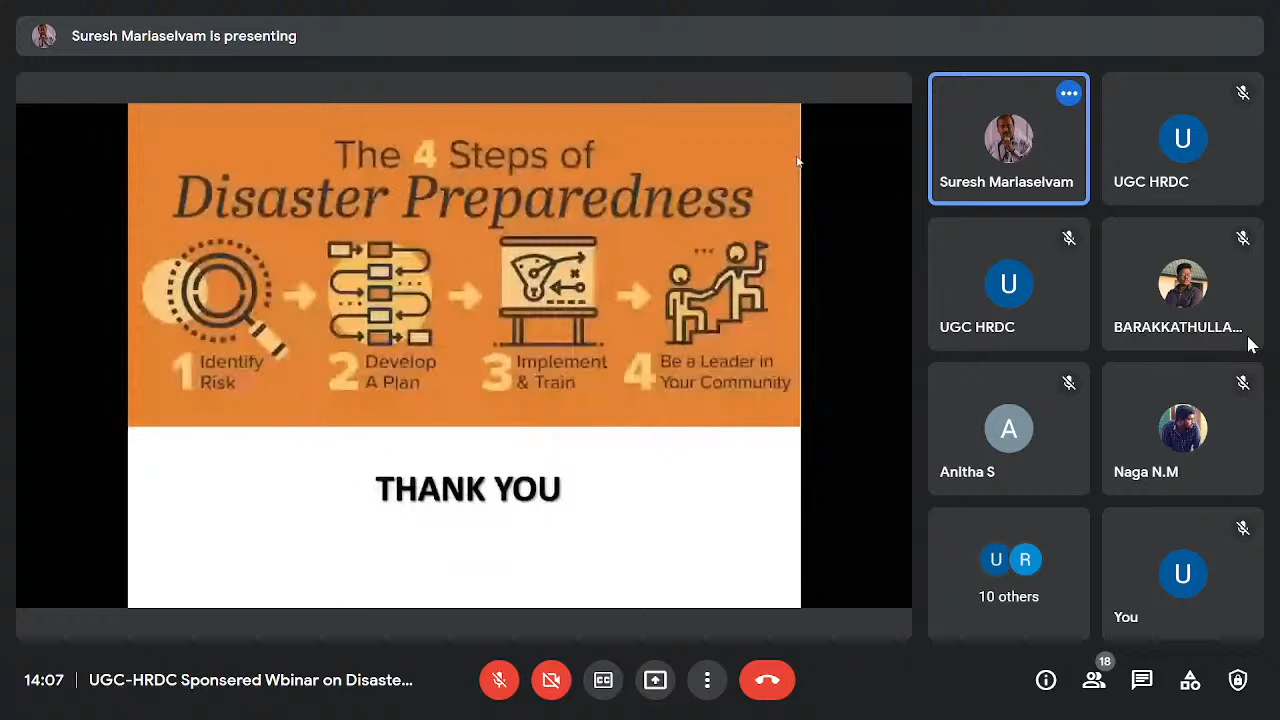 Suresh Mariaselvam is presenting
The 4 Steps of
Disaster Preparedness
1 Identify
Risk
2 Develop
A Plan
3 Implement
& Train
4 Be a Leader in
Your Community
THANK YOU
Suresh Mariaselvam
U
UGC HRDC
U
UGC HRDC
BARAKKATHULLA...
A
Anitha S
Naga N.M
U R
10 others
U
You
14:07 | UGC-HRDC Sponsered Wbinar on Disaste...
CC
18